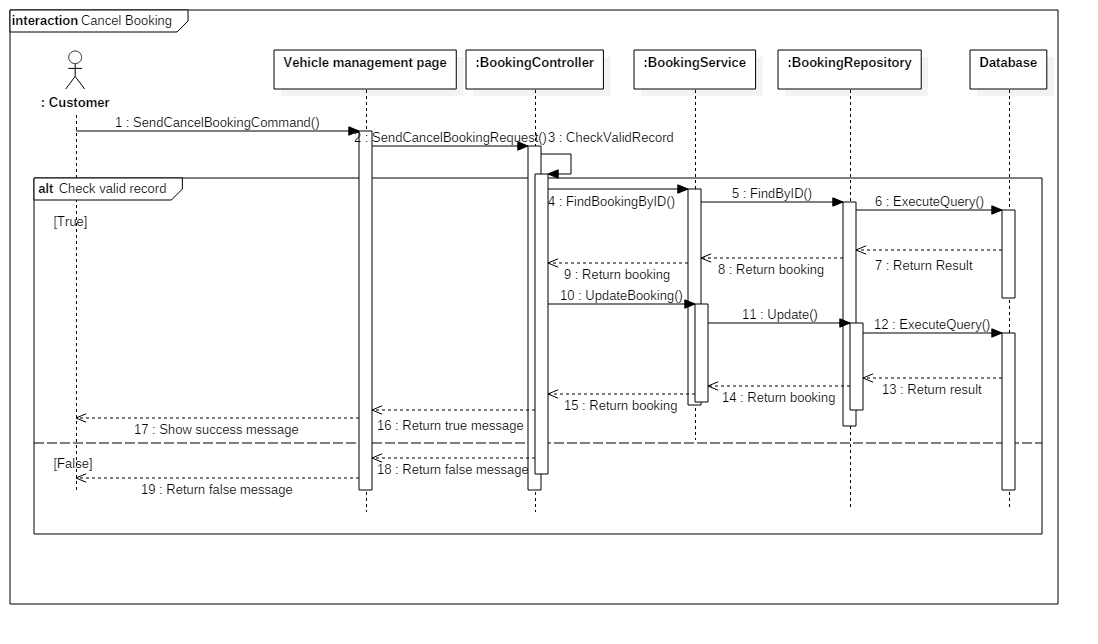 interaction Cancel Booking
: Customer
Vehicle management page
:BookingController
:BookingService
:BookingRepository
Database
1 : SendCancelBookingCommand()
2 : SendCancelBookingRequest()
3 : CheckValidRecord
alt Check valid record
[True]
4 : FindBookingByID()
5 : FindByID()
6 : ExecuteQuery()
7 : Return Result
8 : Return booking
9 : Return booking
10 : UpdateBooking()
11 : Update()
12 : ExecuteQuery()
13 : Return result
14 : Return booking
15 : Return booking
16 : Return true message
17 : Show success message
[False]
18 : Return false message
19 : Return false message